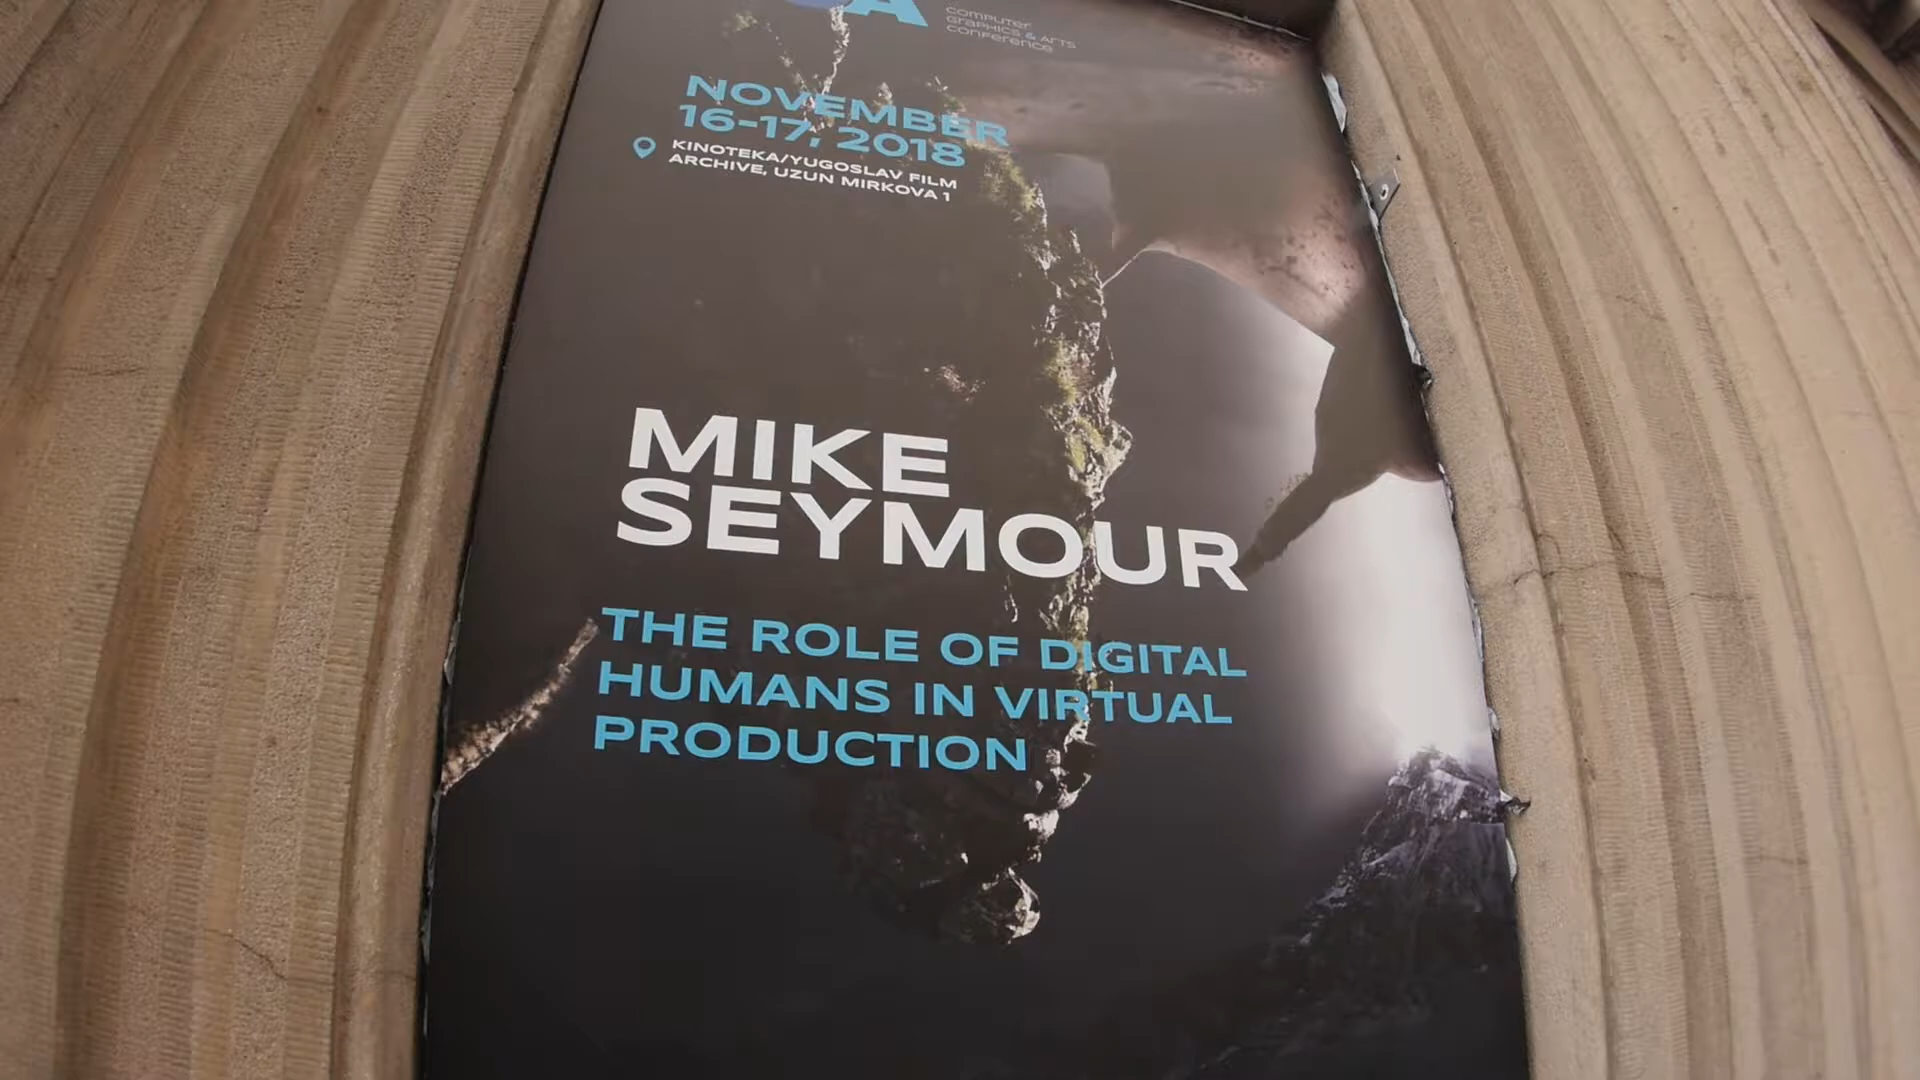 COMPUTER
GRAPHICS & ARTS
CONFERENCE
NOVEMBER
16-17, 2018
KINOTEKA/YUGOSLAV FILM
ARCHIVE, UZUN MIRKOVA 1
MIKE
SEYMOUR
THE ROLE OF DIGITAL
HUMANS IN VIRTUAL
PRODUCTION